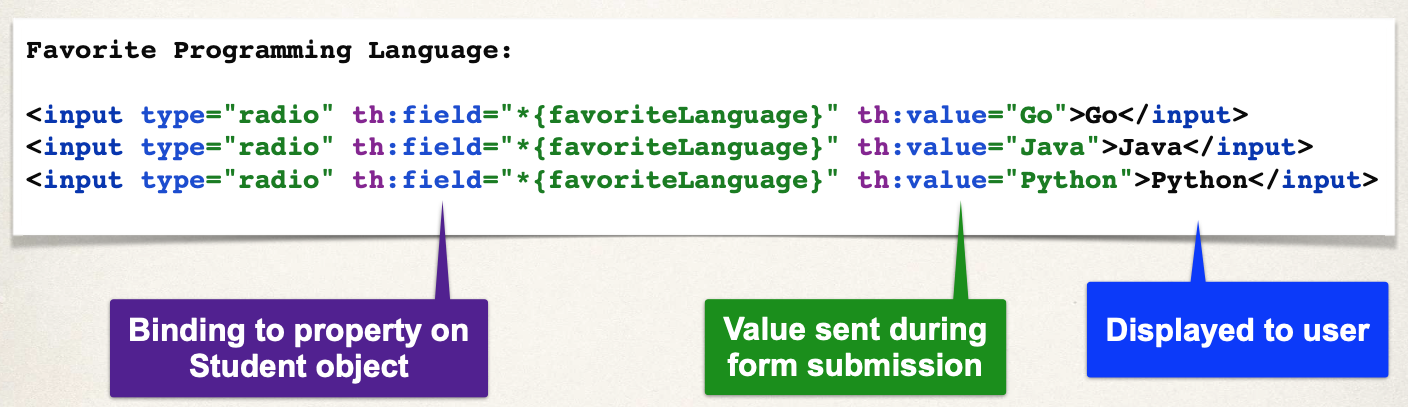 Favorite Programming Language:
<input type="radio" th:field="*{favoriteLanguage}" th:value="Go">Go</input>
<input type="radio" th:field="*{favoriteLanguage}" th:value="Java">Java</input>
<input type="radio" th:field="*{favoriteLanguage}" th:value="Python">Python</input>
Binding to property on
Student object
Value sent during
form submission
Displayed to user